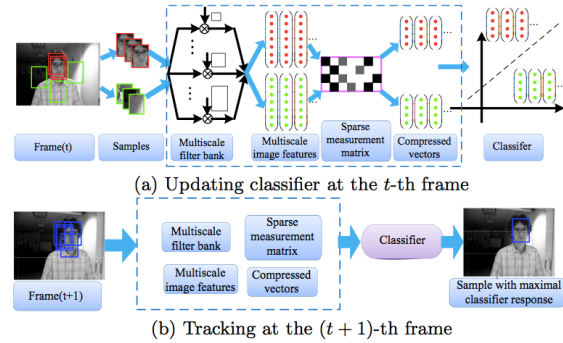 Frame(t)
Samples
Multiscale
filter bank
Multiscale
image features
Sparse
measurement
matrix
Compressed
vectors
Classifer
(a) Updating classifier at the t-th frame
Frame(t+1)
Multiscale
filter bank
Sparse
measurement
matrix
Multiscale
image features
Compressed
vectors
Classifier
Sample with maximal
classifier response
(b) Tracking at the (t + 1)-th frame